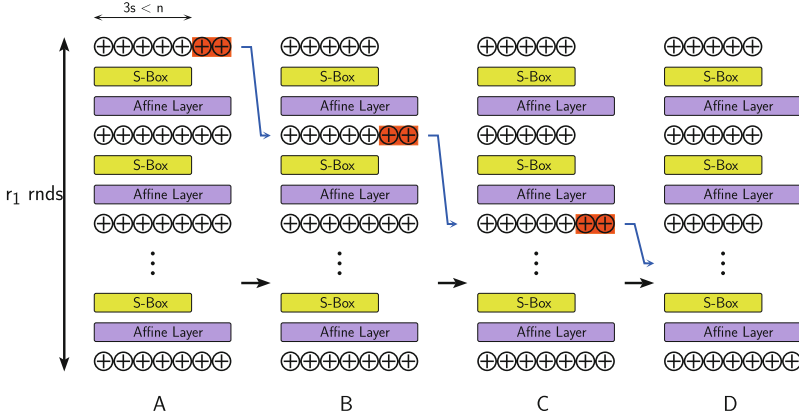 3s < n
S-Box S-Box S-Box S-Box
Affine Layer Affine Layer Affine Layer Affine Layer
S-Box S-Box S-Box S-Box
r1 rnds Affine Layer Affine Layer Affine Layer Affine Layer
S-Box S-Box S-Box S-Box
Affine Layer Affine Layer Affine Layer Affine Layer
A B C D